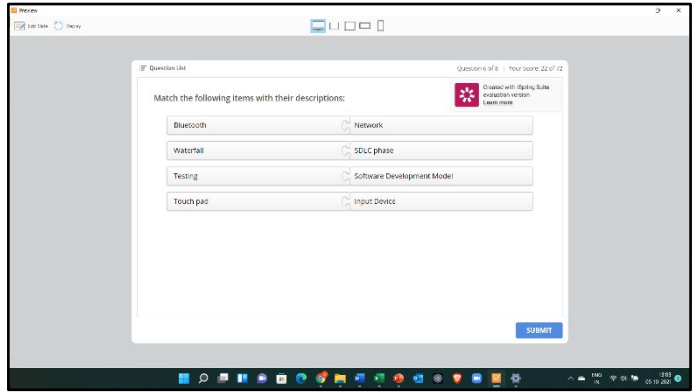 Preview
Edit Slide Replay
Question List
Question 6 of 8 | Your Score: 22 of 72
Created with iSpring Suite
evaluation version
Learn more
Match the following items with their descriptions:
Bluetooth Network
Waterfall SDLC phase
Testing Software Development Model
Touch pad Input Device
SUBMIT
ENG
IN
13:03
05-10-2021